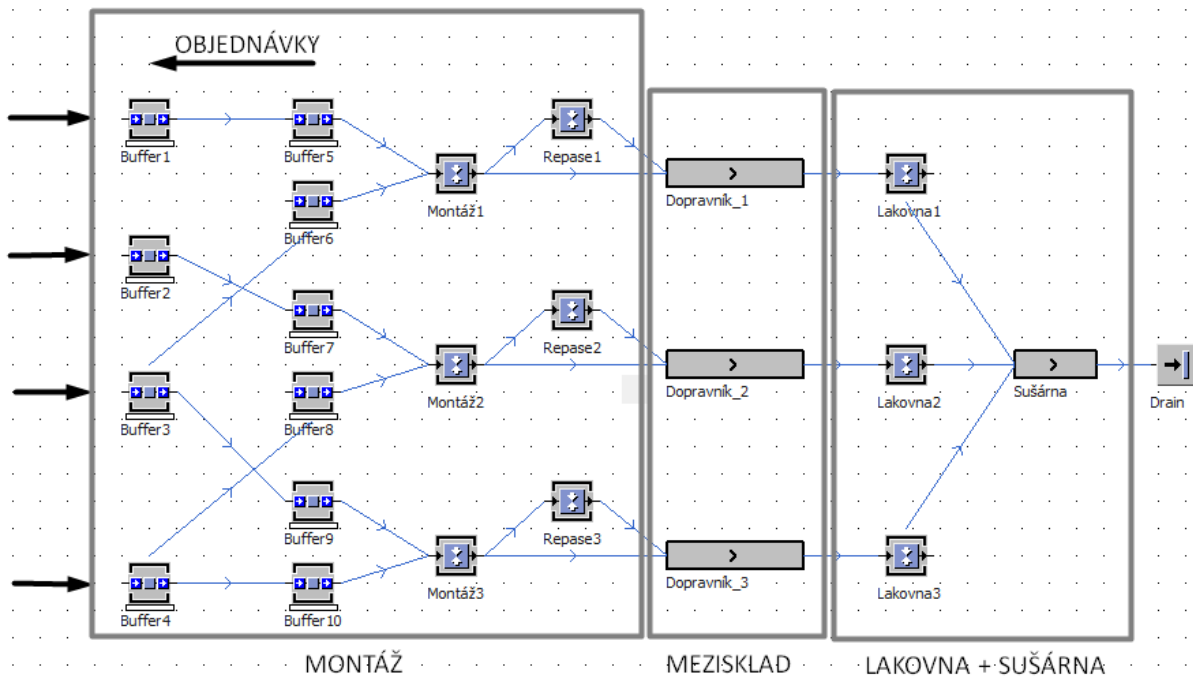 OBJEDNÁVKY
Buffer1
Buffer5
Repase1
Buffer6
Montáž1
Dopravník_1
Lakovna1
Buffer2
Buffer7
Repase2
Buffer3
Buffer8
Montáž2
Dopravník_2
Lakovna2
Sušárna
Drain
Buffer9
Repase3
Buffer4
Buffer10
Montáž3
Dopravník_3
Lakovna3
MONTÁŽ
MEZISKLAD
LAKOVNA + SUŠÁRNA